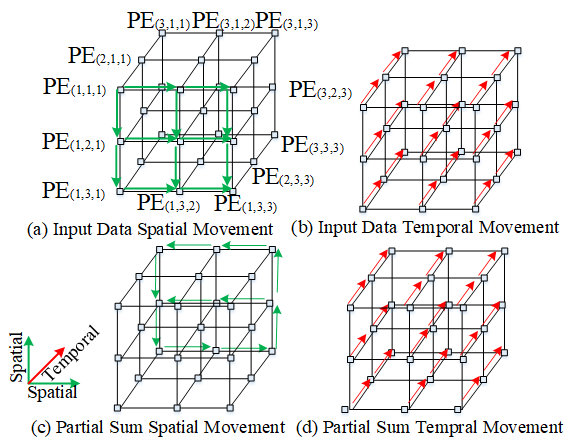 PE(3,1,1) PE(3,1,2) PE(3,1,3)
PE(2,1,1)
PE(1,1,1)
PE(3,2,3)
PE(1,2,1)
PE(3,3,3)
PE(2,3,3)
PE(1,3,1)
PE(1,3,2) PE(1,3,3)
(a) Input Data Spatial Movement
(b) Input Data Temporal Movement
Spatial
Temporal
Spatial
(c) Partial Sum Spatial Movement
(d) Partial Sum Tempral Movement